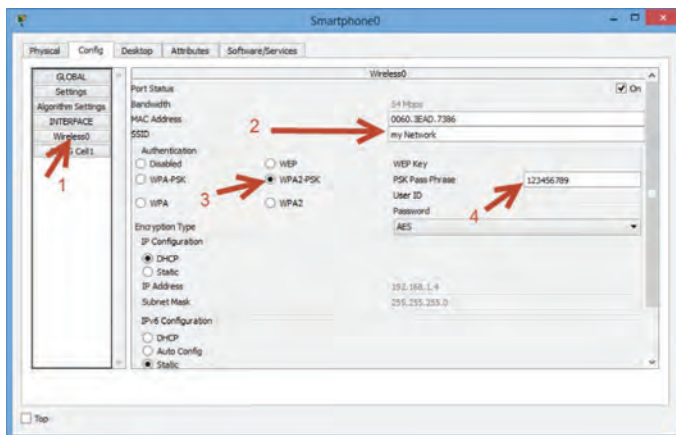 Smartphone0
Physical Config Desktop Attributes Software/Services
GLOBAL
Settings
Algorithm Settings
INTERFACE
Wireless0
G Cell1
1
Wireless0
Port Status On
Bandwidth 54 Mbps
MAC Address 0060.3EAD.7386
SSID 2 my Network
Authentication
Disabled WEP WEP Key
WPA-PSK 3 WPA2-PSK PSK Pass Phrase 123456789
WPA WPA2 User ID
Password 4
Encryption Type AES
IP Configuration
DHCP
Static
IP Address 192.168.1.4
Subnet Mask 255.255.255.0
IPv6 Configuration
DHCP
Auto Config
Static
Top